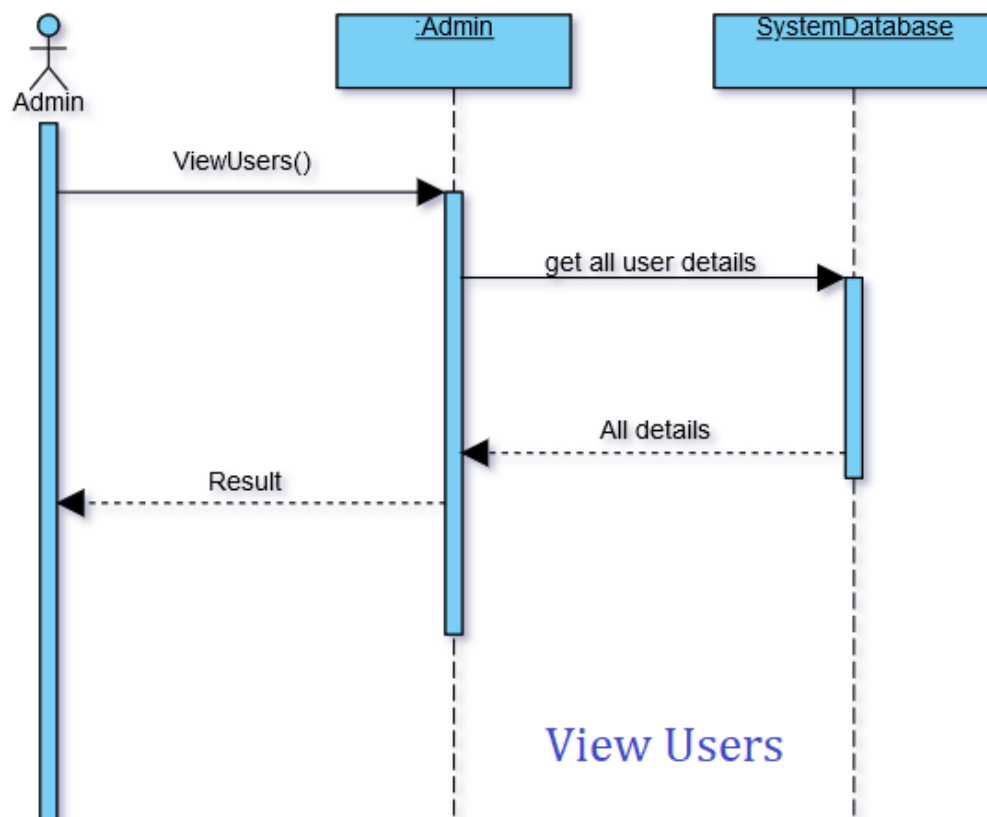 :Admin
SystemDatabase
Admin
ViewUsers()
get all user details
All details
Result
View Users